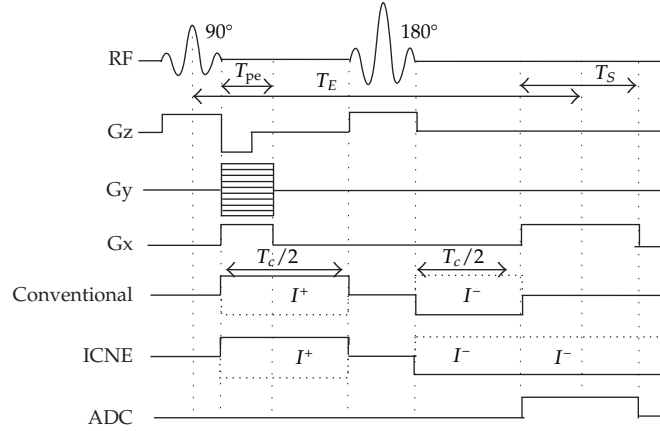 90° 180°
RF
T_pe
T_E
T_S
Gz
Gy
Gx
T_c/2 T_c/2
Conventional I⁺ I⁻
ICNE I⁺ I⁻ I⁻
ADC